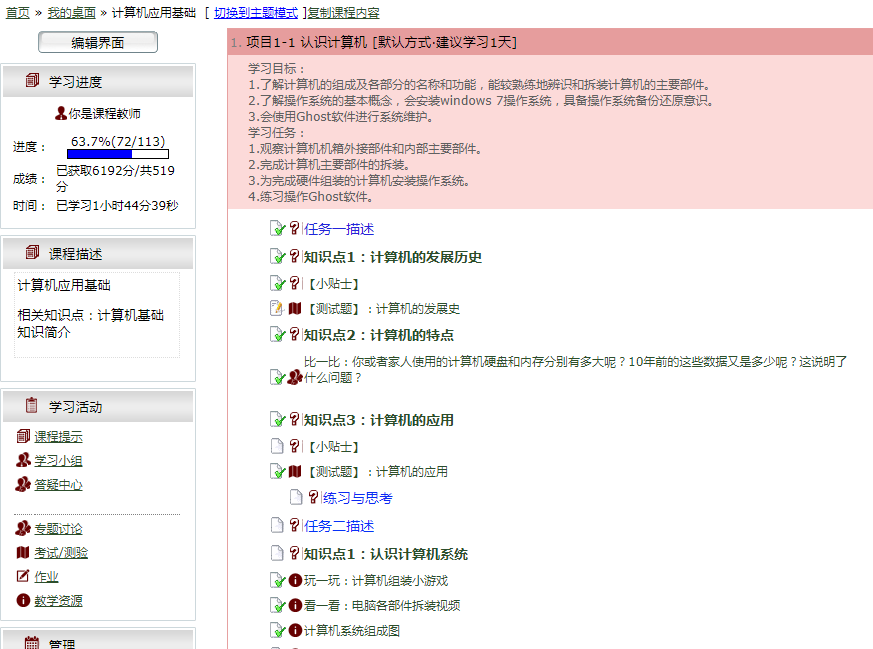 首页 » 我的桌面 » 计算机应用基础 [ 切换到主题模式 ]复制课程内容
编辑界面
学习进度
你是课程教师
进度： 63.7%(72/113)
成绩： 已获取6192分/共519
分
时间： 已学习1小时44分39秒
课程描述
计算机应用基础
相关知识点：计算机基础
知识简介
学习活动
课程提示
学习小组
答疑中心
专题讨论
考试/测验
作业
教学资源
管理
1. 项目1-1 认识计算机 [默认方式·建议学习1天]
学习目标：
1.了解计算机的组成及各部分的名称和功能，能较熟练地辨识和拆装计算机的主要部件。
2.了解操作系统的基本概念，会安装windows 7操作系统，具备操作系统备份还原意识。
3.会使用Ghost软件进行系统维护。
学习任务：
1.观察计算机机箱外接部件和内部主要部件。
2.完成计算机主要部件的拆装。
3.为完成硬件组装的计算机安装操作系统。
4.练习操作Ghost软件。
任务一描述
知识点1：计算机的发展历史
【小贴士】
【测试题】：计算机的发展史
知识点2：计算机的特点
比一比：你或者家人使用的计算机硬盘和内存分别有多大呢？10年前的这些数据又是多少呢？这说明了
什么问题？
知识点3：计算机的应用
【小贴士】
【测试题】：计算机的应用
练习与思考
任务二描述
知识点1：认识计算机系统
玩一玩：计算机组装小游戏
看一看：电脑各部件拆装视频
计算机系统组成图